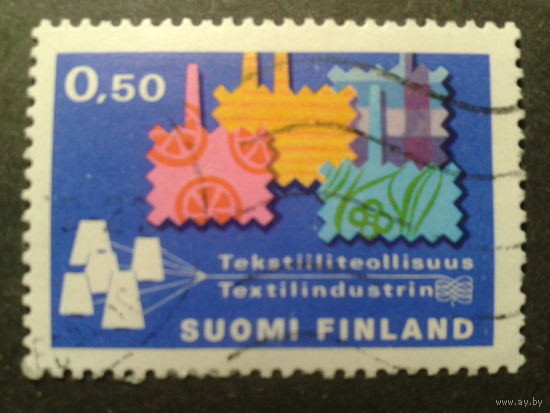 0,50
Tekstiiliteollisuus
Textilindustrin
SUOMI FINLAND
www.ay.by